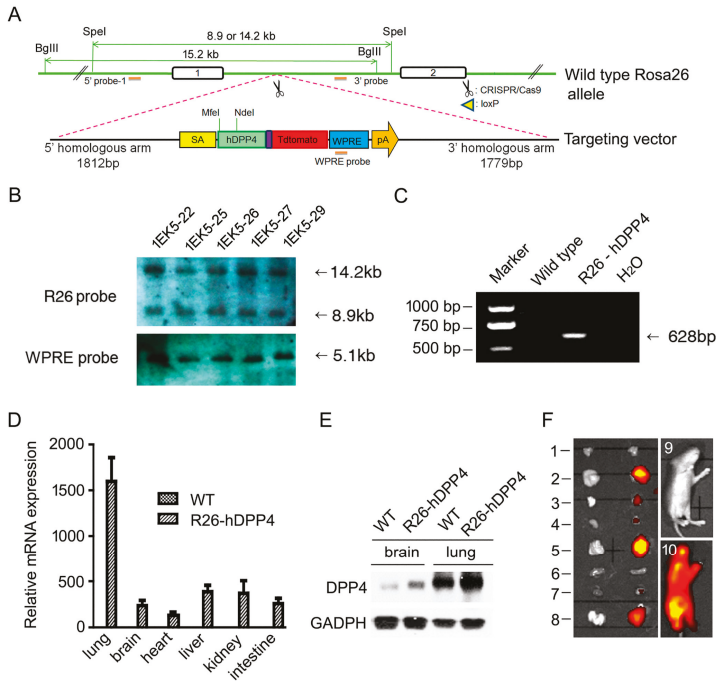 A
SpeI
8.9 or 14.2 kb
SpeI
BgIII
15.2 kb
BgIII
5' probe-1
1
3' probe
2
Wild type Rosa26
allele
: CRISPR/Cas9
: loxP
MfeI
NdeI
5' homologous arm
1812bp
SA
hDPP4
Tdtomato
WPRE
pA
WPRE probe
3' homologous arm
1779bp
Targeting vector
B
1EK5-22
1EK5-25
1EK5-26
1EK5-27
1EK5-29
R26 probe
←14.2kb
←8.9kb
WPRE probe
←5.1kb
C
Marker
Wild type
R26 - hDPP4
H2O
1000 bp
750 bp
500 bp
← 628bp
D
Relative mRNA expression
2000
1500
1000
500
0
WT
R26-hDPP4
lung
brain
heart
liver
kidney
intestine
E
WT
R26-hDPP4
WT
R26-hDPP4
brain
lung
DPP4
GADPH
F
1
2
3
4
5
6
7
8
9
10